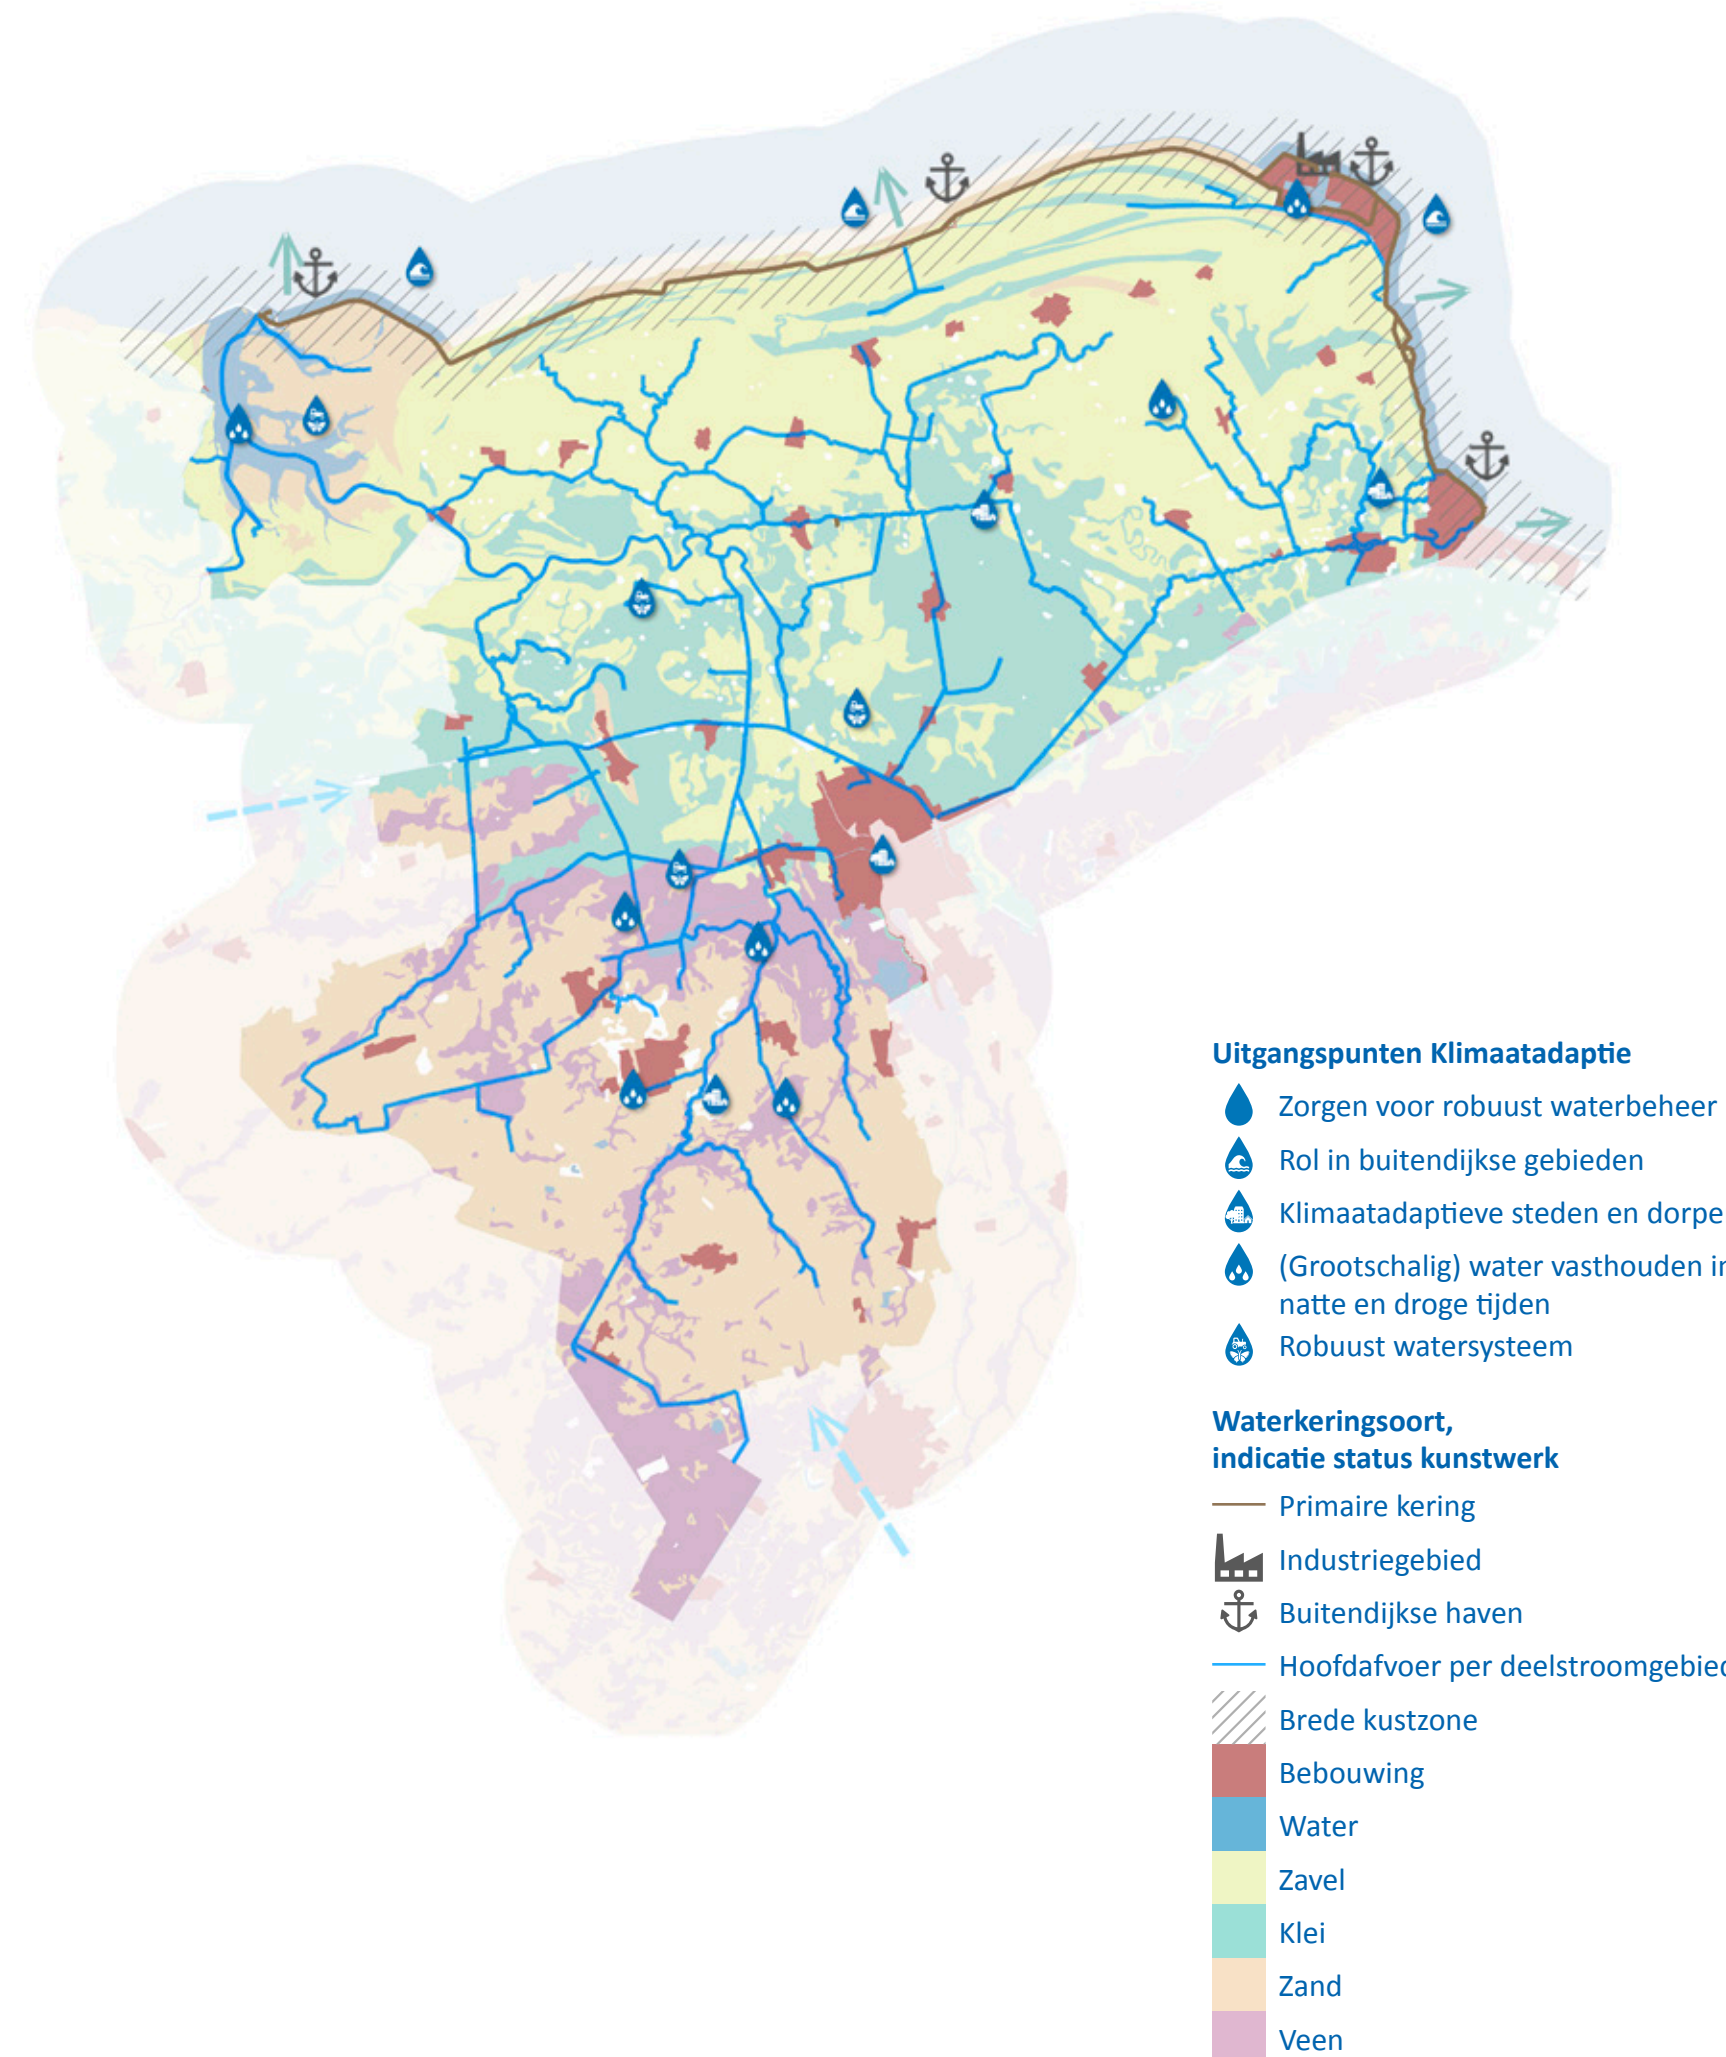 Uitgangspunten Klimaatadaptie
Zorgen voor robuust waterbeheer
Rol in buitendijkse gebieden
Klimaatadaptieve steden en dorpe
(Grootschalig) water vasthouden in
natte en droge tijden
Robuust watersysteem
Waterkeringsoort,
indicatie status kunstwerk
Primaire kering
Industriegebied
Buitendijkse haven
Hoofdafvoer per deelstroomgebied
Brede kustzone
Bebouwing
Water
Zavel
Klei
Zand
Veen